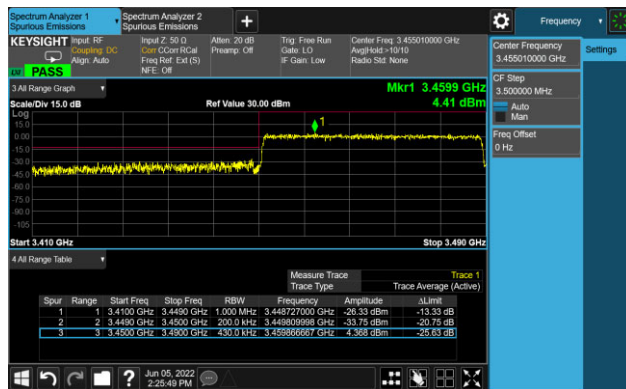 Spectrum Analyzer 1
Spurious Emissions
Spectrum Analyzer 2
Spurious Emissions
+
Frequency
KEYSIGHT
Input: RF
Coupling: DC
Align: Auto
Input Z: 50 Ω
Corr CCorr RCal
Freq Ref: Ext (S)
NFE: Off
Atten: 20 dB
Preamp: Off
Trig: Free Run
Gate: LO
IF Gain: Low
Center Freq: 3.455010000 GHz
Avg|Hold:>10/10
Radio Std: None
PASS
Center Frequency
3.455010000 GHz
Settings
CF Step
3.500000 MHz
Auto
Man
Freq Offset
0 Hz
3 All Range Graph
Mkr1 3.4599 GHz
Scale/Div 15.0 dB
Ref Value 30.00 dBm
4.41 dBm
Log
15.0
0.00
-15.0
-30.0
-45.0
-60.0
-75.0
-90.0
-105
1
Start 3.410 GHz
Stop 3.490 GHz
4 All Range Table
Measure Trace Trace 1
Trace Type Trace Average (Active)
Spur Range Start Freq Stop Freq RBW Frequency Amplitude ΔLimit
1 1 3.4100 GHz 3.4490 GHz 1.000 MHz 3.448727000 GHz -26.33 dBm -13.33 dB
2 2 3.4490 GHz 3.4500 GHz 200.0 kHz 3.449809998 GHz -33.75 dBm -20.75 dB
3 3 3.4500 GHz 3.4900 GHz 430.0 kHz 3.459866667 GHz 4.368 dBm -25.63 dB
?
Jun 05, 2022
2:25:49 PM